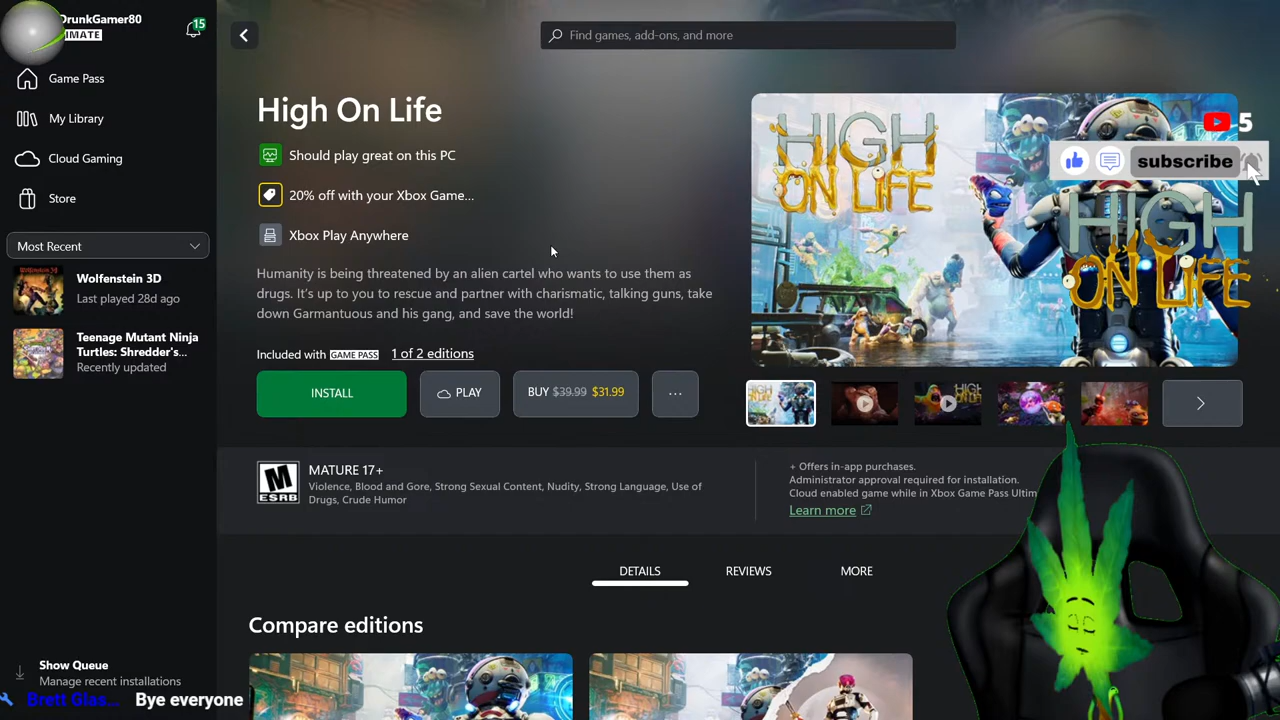 DrunkGamer80
IMATE
15
Find games, add-ons, and more
Game Pass
My Library
Cloud Gaming
Store
Most Recent
Wolfenstein 3D
Last played 28d ago
Teenage Mutant Ninja
Turtles: Shredder's...
Recently updated
Show Queue
Manage recent installations
Brett Glas... Bye everyone
High On Life
Should play great on this PC
20% off with your Xbox Game...
Xbox Play Anywhere
Humanity is being threatened by an alien cartel who wants to use them as
drugs. It's up to you to rescue and partner with charismatic, talking guns, take
down Garmantuous and his gang, and save the world!
Included with GAME PASS 1 of 2 editions
INSTALL
PLAY
BUY $39.99 $31.99
...
HIGH
ON LIFE
5
subscribe
HIGH
ON LIFE
M
ESRB
MATURE 17+
Violence, Blood and Gore, Strong Sexual Content, Nudity, Strong Language, Use of
Drugs, Crude Humor
+ Offers in-app purchases.
Administrator approval required for installation.
Cloud enabled game while in Xbox Game Pass Ultim
Learn more
DETAILS
REVIEWS
MORE
Compare editions